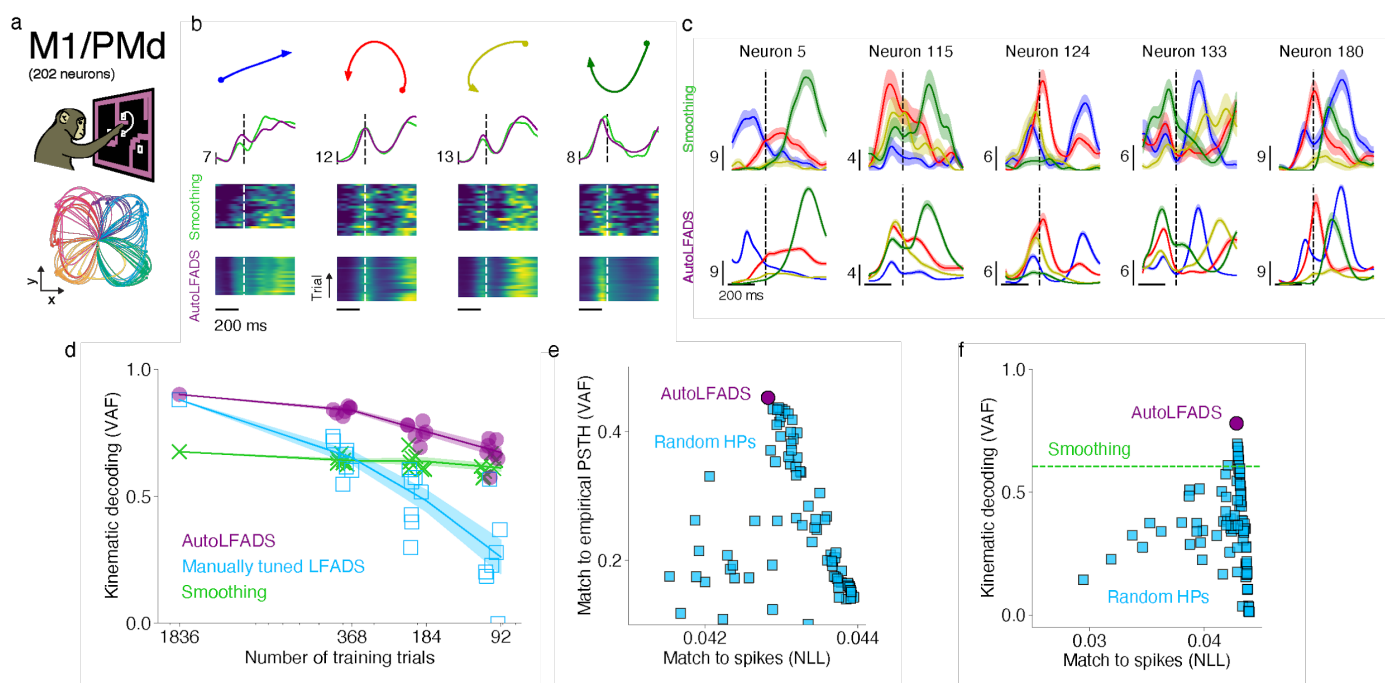 a
M1/PMd
(202 neurons)
y
x
b
7
12
13
8
Smoothing
AutoLFADS
Trial
200 ms
c
Neuron 5
Neuron 115
Neuron 124
Neuron 133
Neuron 180
Smoothing
9
4
6
6
9
AutoLFADS
9
4
6
6
9
200 ms
d
Kinematic decoding (VAF)
1.0
0.5
0.0
AutoLFADS
Manually tuned LFADS
Smoothing
1836
368
184
92
Number of training trials
e
Match to empirical PSTH (VAF)
0.4
0.2
AutoLFADS
Random HPs
0.042
0.044
Match to spikes (NLL)
f
Kinematic decoding (VAF)
1.0
0.5
0.0
AutoLFADS
Smoothing
Random HPs
0.03
0.04
Match to spikes (NLL)